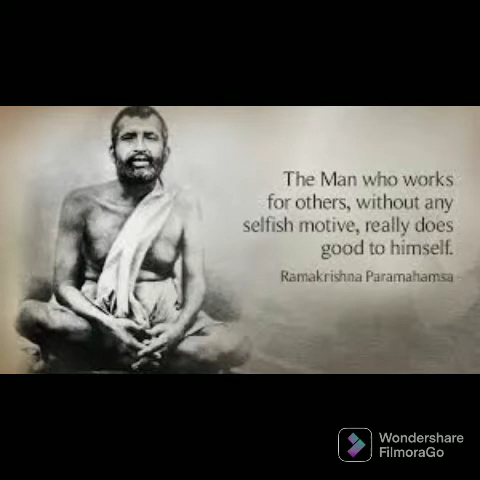 The Man who works
for others, without any
selfish motive, really does
good to himself.
Ramakrishna Paramahamsa
Wondershare
FilmoraGo